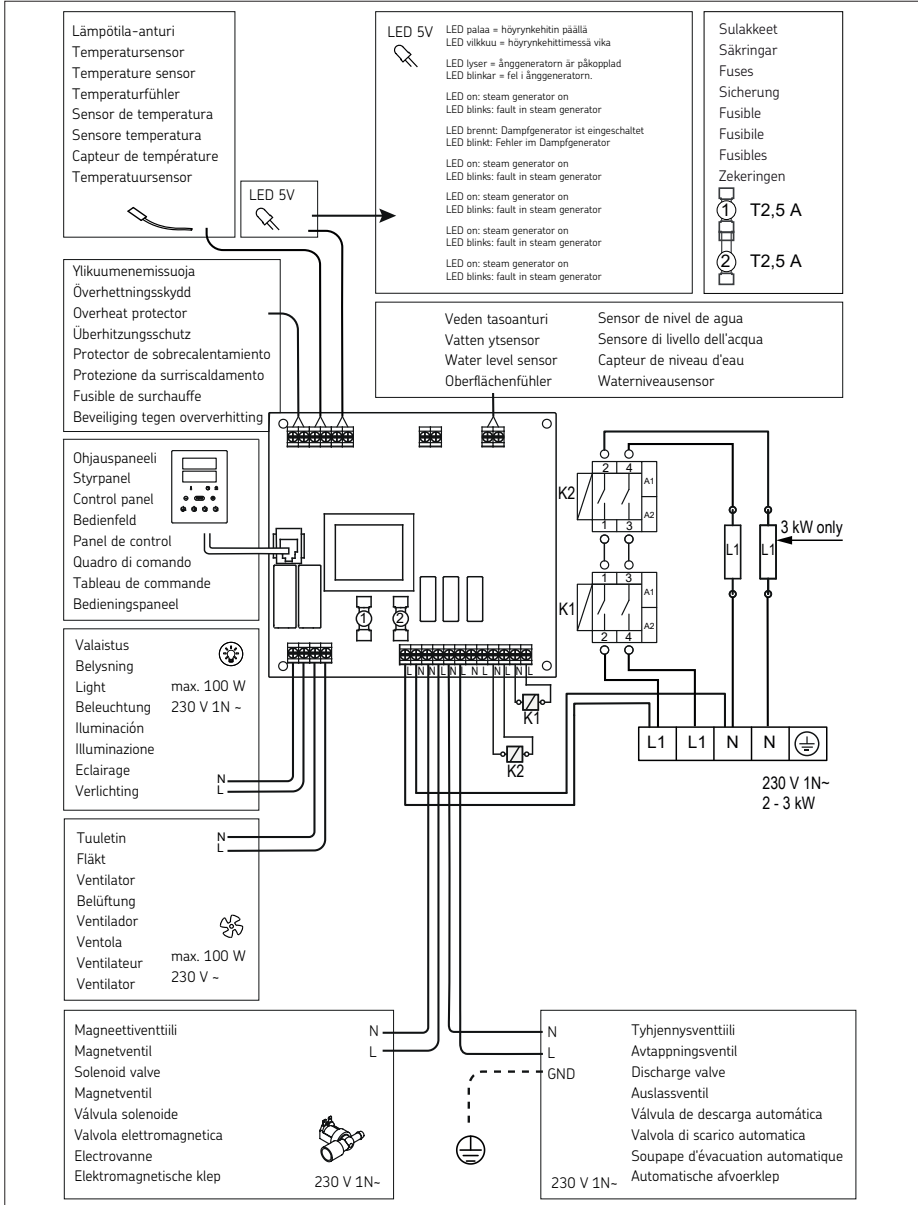 Lämpötila-anturi
Temperatursensor
Temperature sensor
Temperaturfühler
Sensor de temperatura
Sensore temperatura
Capteur de température
Temperatuursensor
LED 5V
LED 5V
LED palaa = höyrynkehitin päällä
LED vilkkuu = höyrynkehittimessä vika
LED lyser = ånggeneratorn är påkopplad
LED blinkar = fel i ånggeneratorn.
LED on: steam generator on
LED blinks: fault in steam generator
LED brennt: Dampfgenerator ist eingeschaltet
LED blinkt: Fehler im Dampfgenerator
LED on: steam generator on
LED blinks: fault in steam generator
LED on: steam generator on
LED blinks: fault in steam generator
LED on: steam generator on
LED blinks: fault in steam generator
LED on: steam generator on
LED blinks: fault in steam generator
Sulakkeet
Säkringar
Fuses
Sicherung
Fusible
Fusibile
Fusibles
Zekeringen
1 T2,5 A
2 T2,5 A
Ylikuumenemissuoja
Överhettningsskydd
Overheat protector
Überhitzungsschutz
Protector de sobrecalentamiento
Protezione da surriscaldamento
Fusible de surchauffe
Beveiliging tegen oververhitting
Veden tasoanturi
Vatten ytsensor
Water level sensor
Oberflächenfühler
Sensor de nivel de agua
Sensore di livello dell'acqua
Capteur de niveau d'eau
Waterniveausensor
Ohjauspaneeli
Styrpanel
Control panel
Bedienfeld
Panel de control
Quadro di comando
Tableau de commande
Bedieningspaneel
1 2
L N N L N L N L N L N L
K1
K2
K2
2 4
A1
A2
1 3
K1
1 3
A1
A2
2 4
L1
L1
3 kW only
L1 L1 N N
230 V 1N~
2 - 3 kW
Valaistus
Belysning
Light
Beleuchtung
Iluminación
Illuminazione
Eclairage
Verlichting
max. 100 W
230 V 1N ~
N
L
Tuuletin
Fläkt
Ventilator
Belüftung
Ventilador
Ventola
Ventilateur
Ventilator
N
L
max. 100 W
230 V ~
Magneettiventtiili
Magnetventil
Solenoid valve
Magnetventil
Válvula solenoide
Valvola elettromagnetica
Electrovanne
Elektromagnetische klep
N
L
230 V 1N~
N
L
GND
230 V 1N~
Tyhjennysventtiili
Avtappningsventil
Discharge valve
Auslassventil
Válvula de descarga automática
Valvola di scarico automatica
Soupape d'évacuation automatique
Automatische afvoerklep